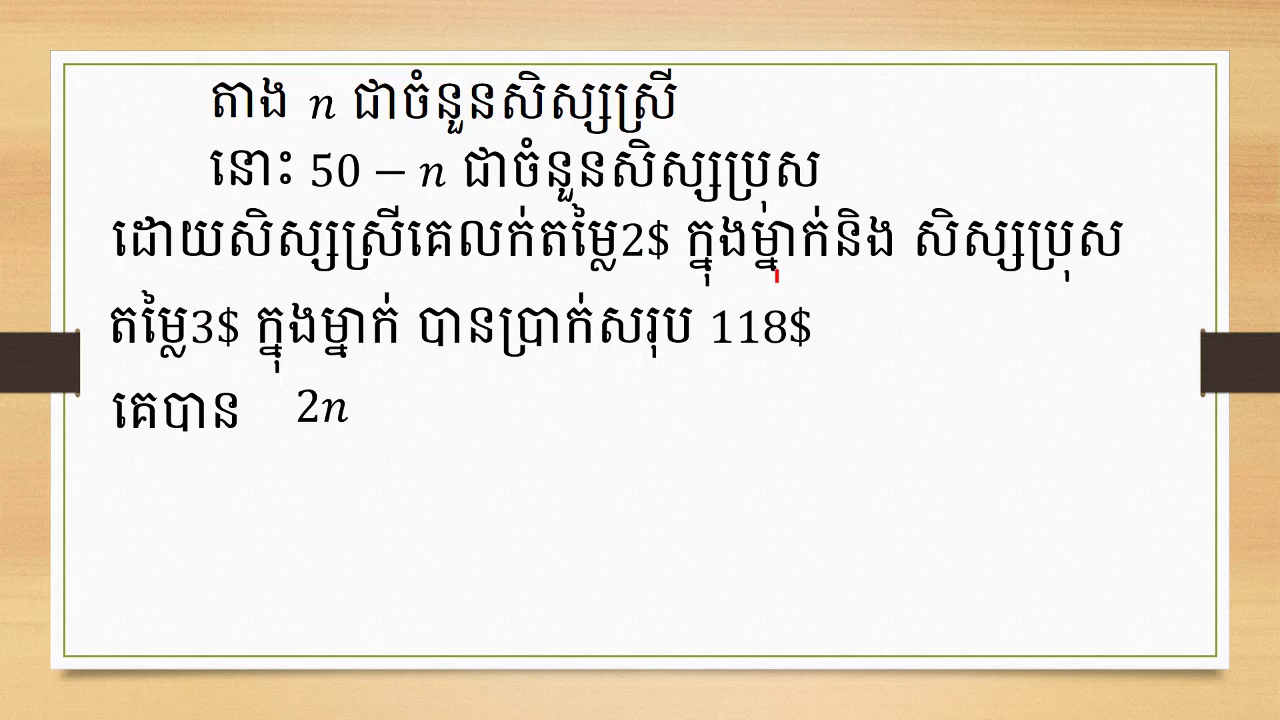 តាង n ជាចំនួនសិស្សស្រី
នោះ 50 − n ជាចំនួនសិស្សប្រុស
ដោយសិស្សស្រីគេលក់តម្លៃ2$ ក្នុងម្នាក់និង សិស្សប្រុស
តម្លៃ3$ ក្នុងម្នាក់ បានប្រាក់សរុប 118$
គេបាន 2n